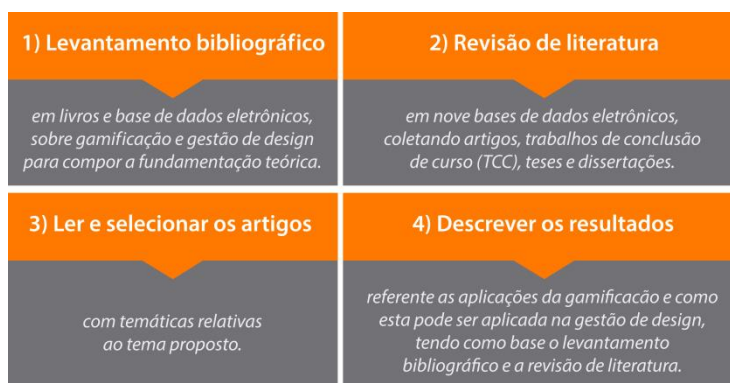 1) Levantamento bibliográfico
em livros e base de dados eletrônicos,
sobre gamificação e gestão de design
para compor a fundamentação teórica.
2) Revisão de literatura
em nove bases de dados eletrônicos,
coletando artigos, trabalhos de conclusão
de curso (TCC), teses e dissertações.
3) Ler e selecionar os artigos
com temáticas relativas
ao tema proposto.
4) Descrever os resultados
referente as aplicações da gamificacão e como
esta pode ser aplicada na gestão de design,
tendo como base o levantamento
bibliográfico e a revisão de literatura.